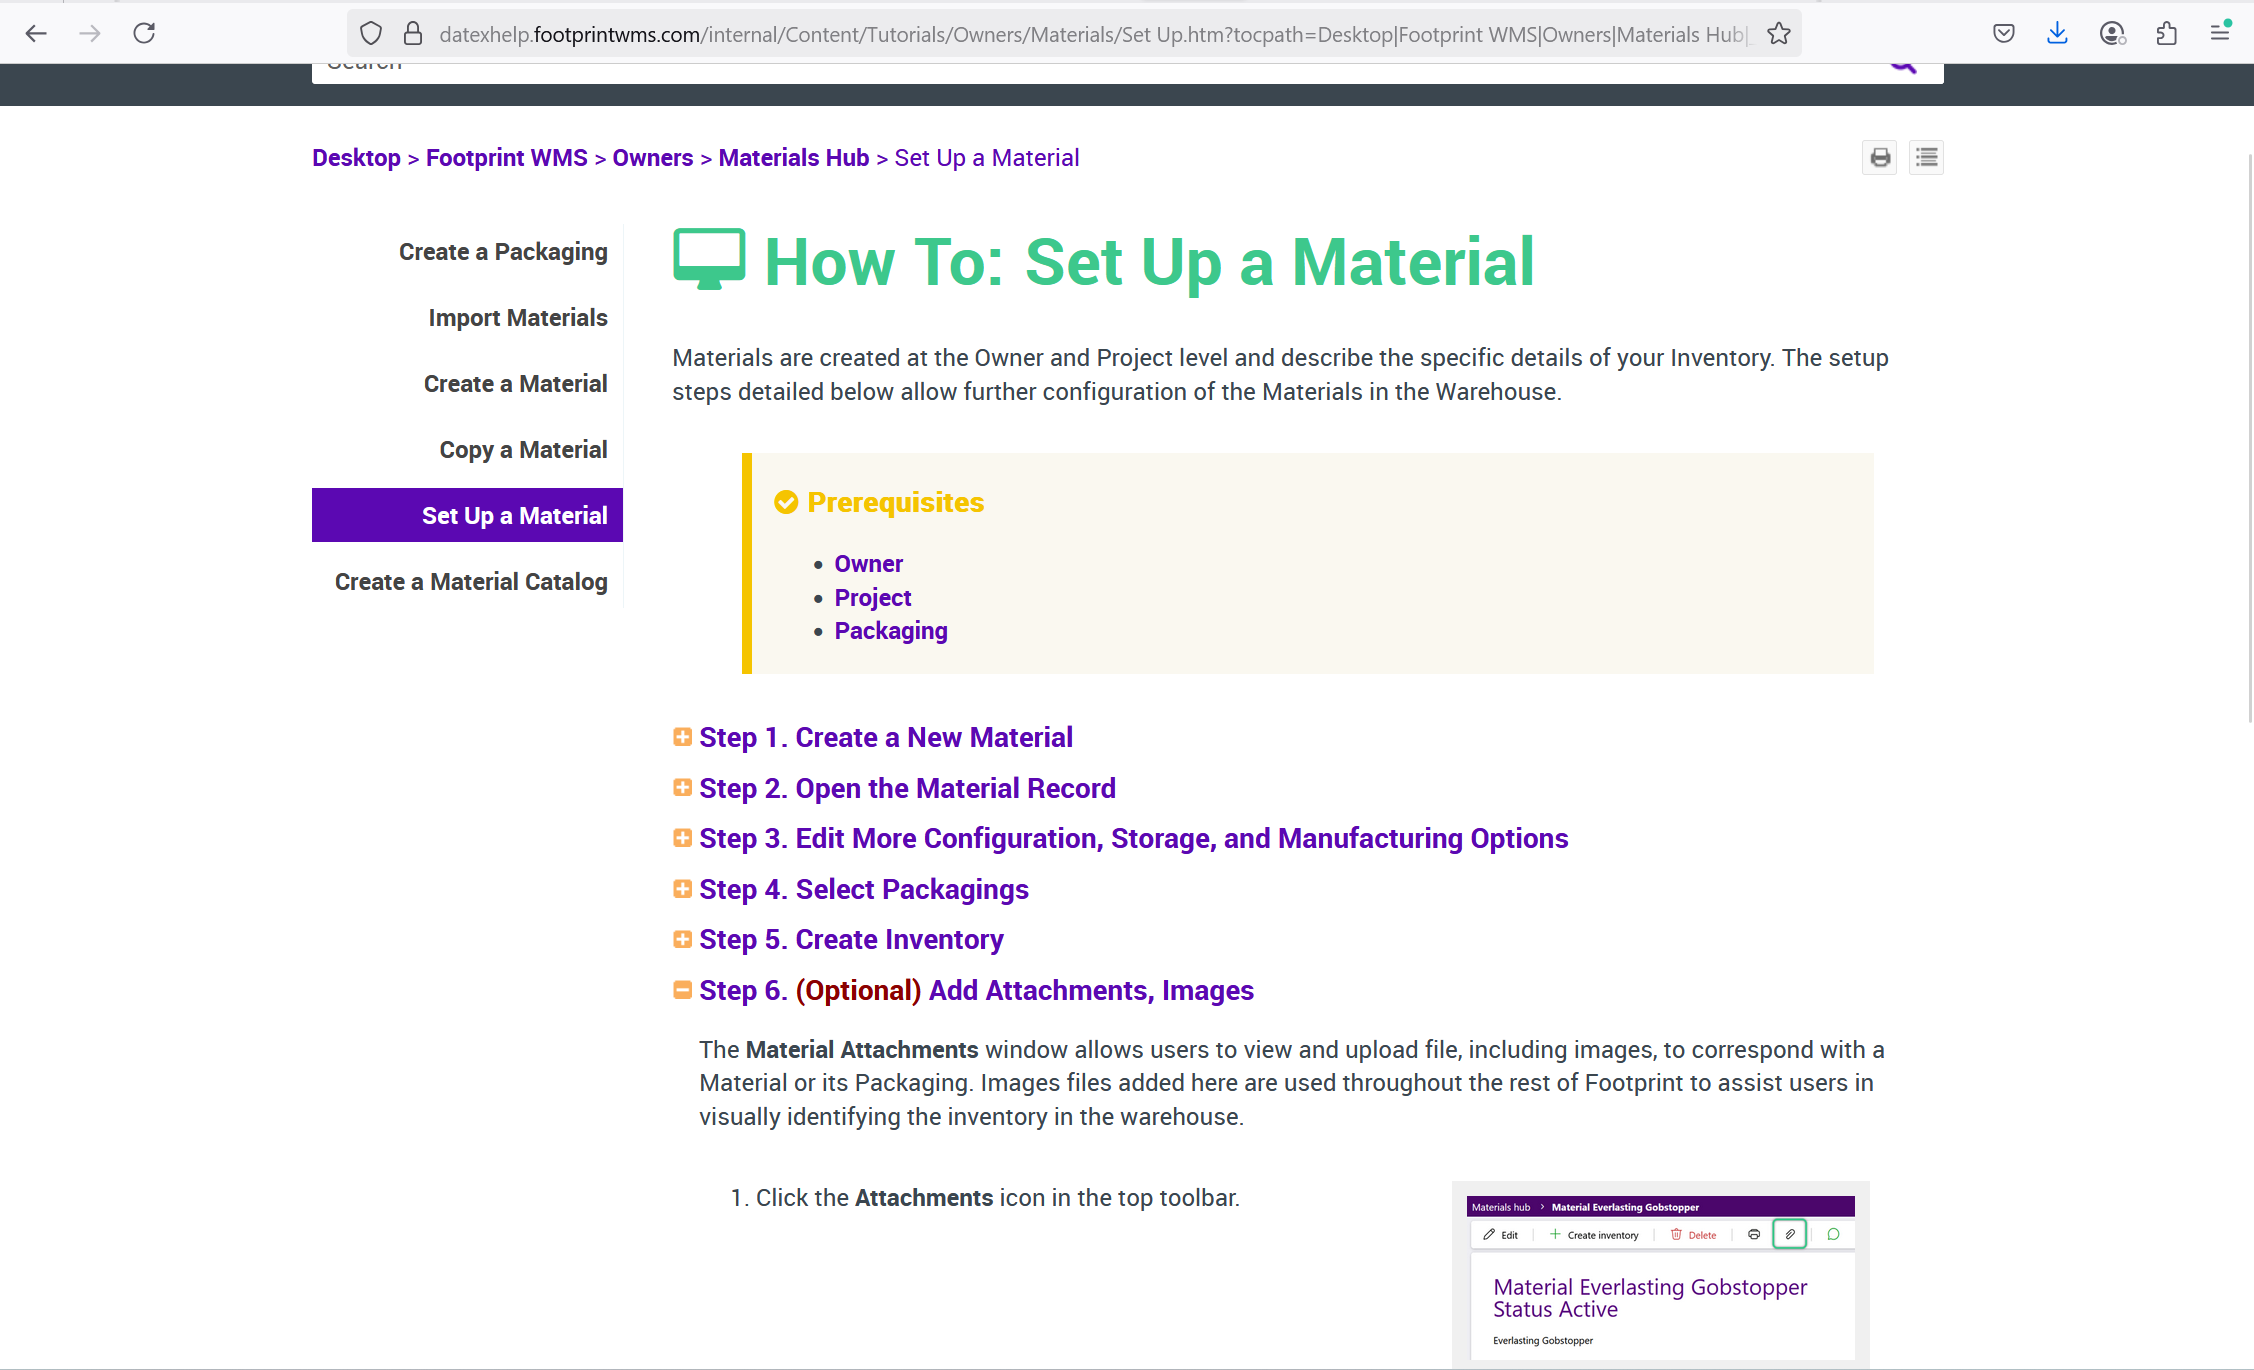 datexhelp.footprintwms.com/internal/Content/Tutorials/Owners/Materials/Set Up.htm?tocpath=Desktop|Footprint WMS|Owners|Materials Hub|
Search
Desktop > Footprint WMS > Owners > Materials Hub > Set Up a Material
Create a Packaging
Import Materials
Create a Material
Copy a Material
Set Up a Material
Create a Material Catalog
How To: Set Up a Material
Materials are created at the Owner and Project level and describe the specific details of your Inventory. The setup
steps detailed below allow further configuration of the Materials in the Warehouse.
Prerequisites
• Owner
• Project
• Packaging
Step 1. Create a New Material
Step 2. Open the Material Record
Step 3. Edit More Configuration, Storage, and Manufacturing Options
Step 4. Select Packagings
Step 5. Create Inventory
Step 6. (Optional) Add Attachments, Images
The Material Attachments window allows users to view and upload file, including images, to correspond with a
Material or its Packaging. Images files added here are used throughout the rest of Footprint to assist users in
visually identifying the inventory in the warehouse.
1. Click the Attachments icon in the top toolbar.
Materials hub > Material Everlasting Gobstopper
Edit Create inventory Delete
Material Everlasting Gobstopper
Status Active
Everlasting Gobstopper